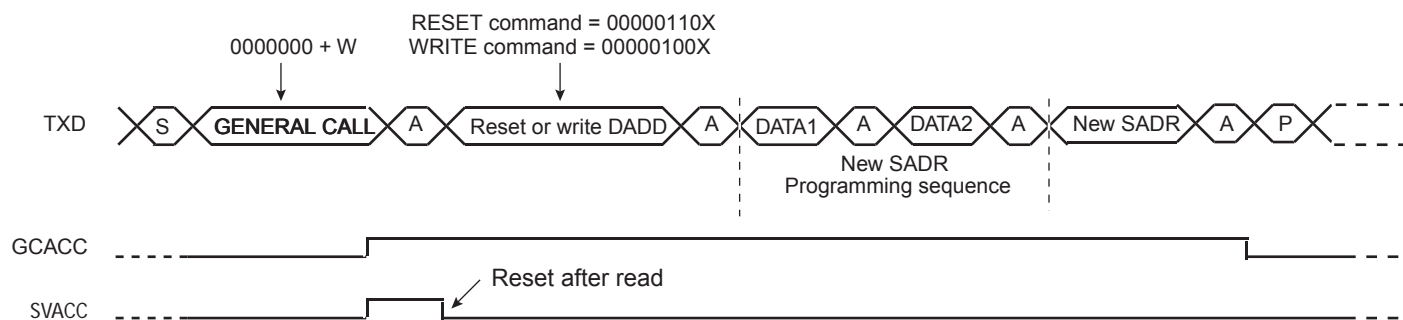 RESET command = 00000110X
0000000 + W
WRITE command = 00000100X
TXD
S
GENERAL CALL
A
Reset or write DADD
A
DATA1
A
DATA2
A
New SADR
A
P
New SADR
Programming sequence
GCACC
Reset after read
SVACC